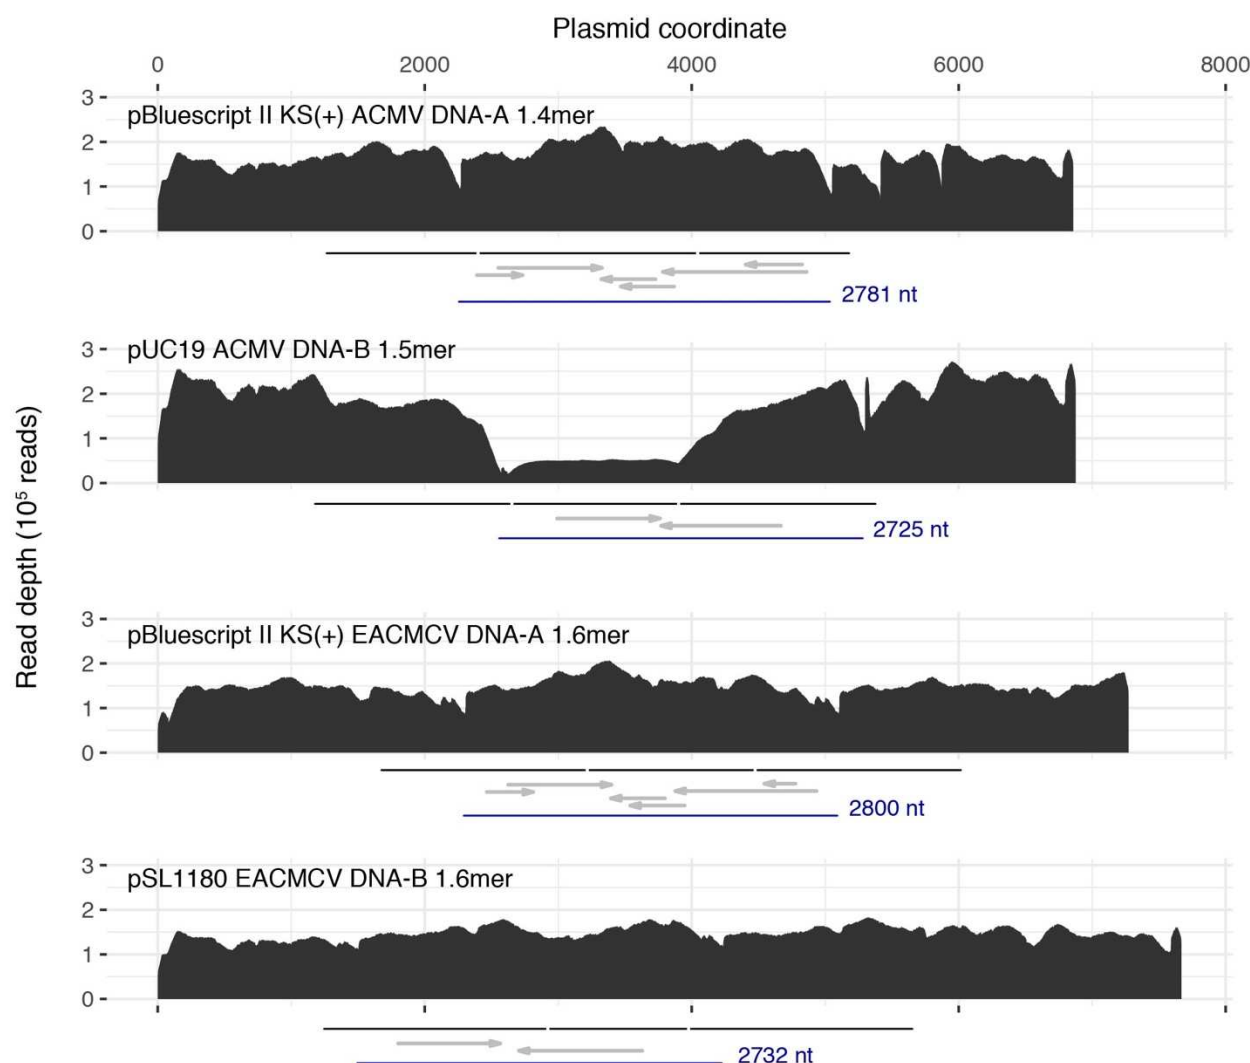 Plasmid coordinate
0 2000 4000 6000 8000
pBluescript II KS(+) ACMV DNA-A 1.4mer
3
2
1
0
2781 nt
pUC19 ACMV DNA-B 1.5mer
3
2
1
0
2725 nt
Read depth (10⁵ reads)
pBluescript II KS(+) EACMCV DNA-A 1.6mer
3
2
1
0
2800 nt
pSL1180 EACMCV DNA-B 1.6mer
3
2
1
0
2732 nt